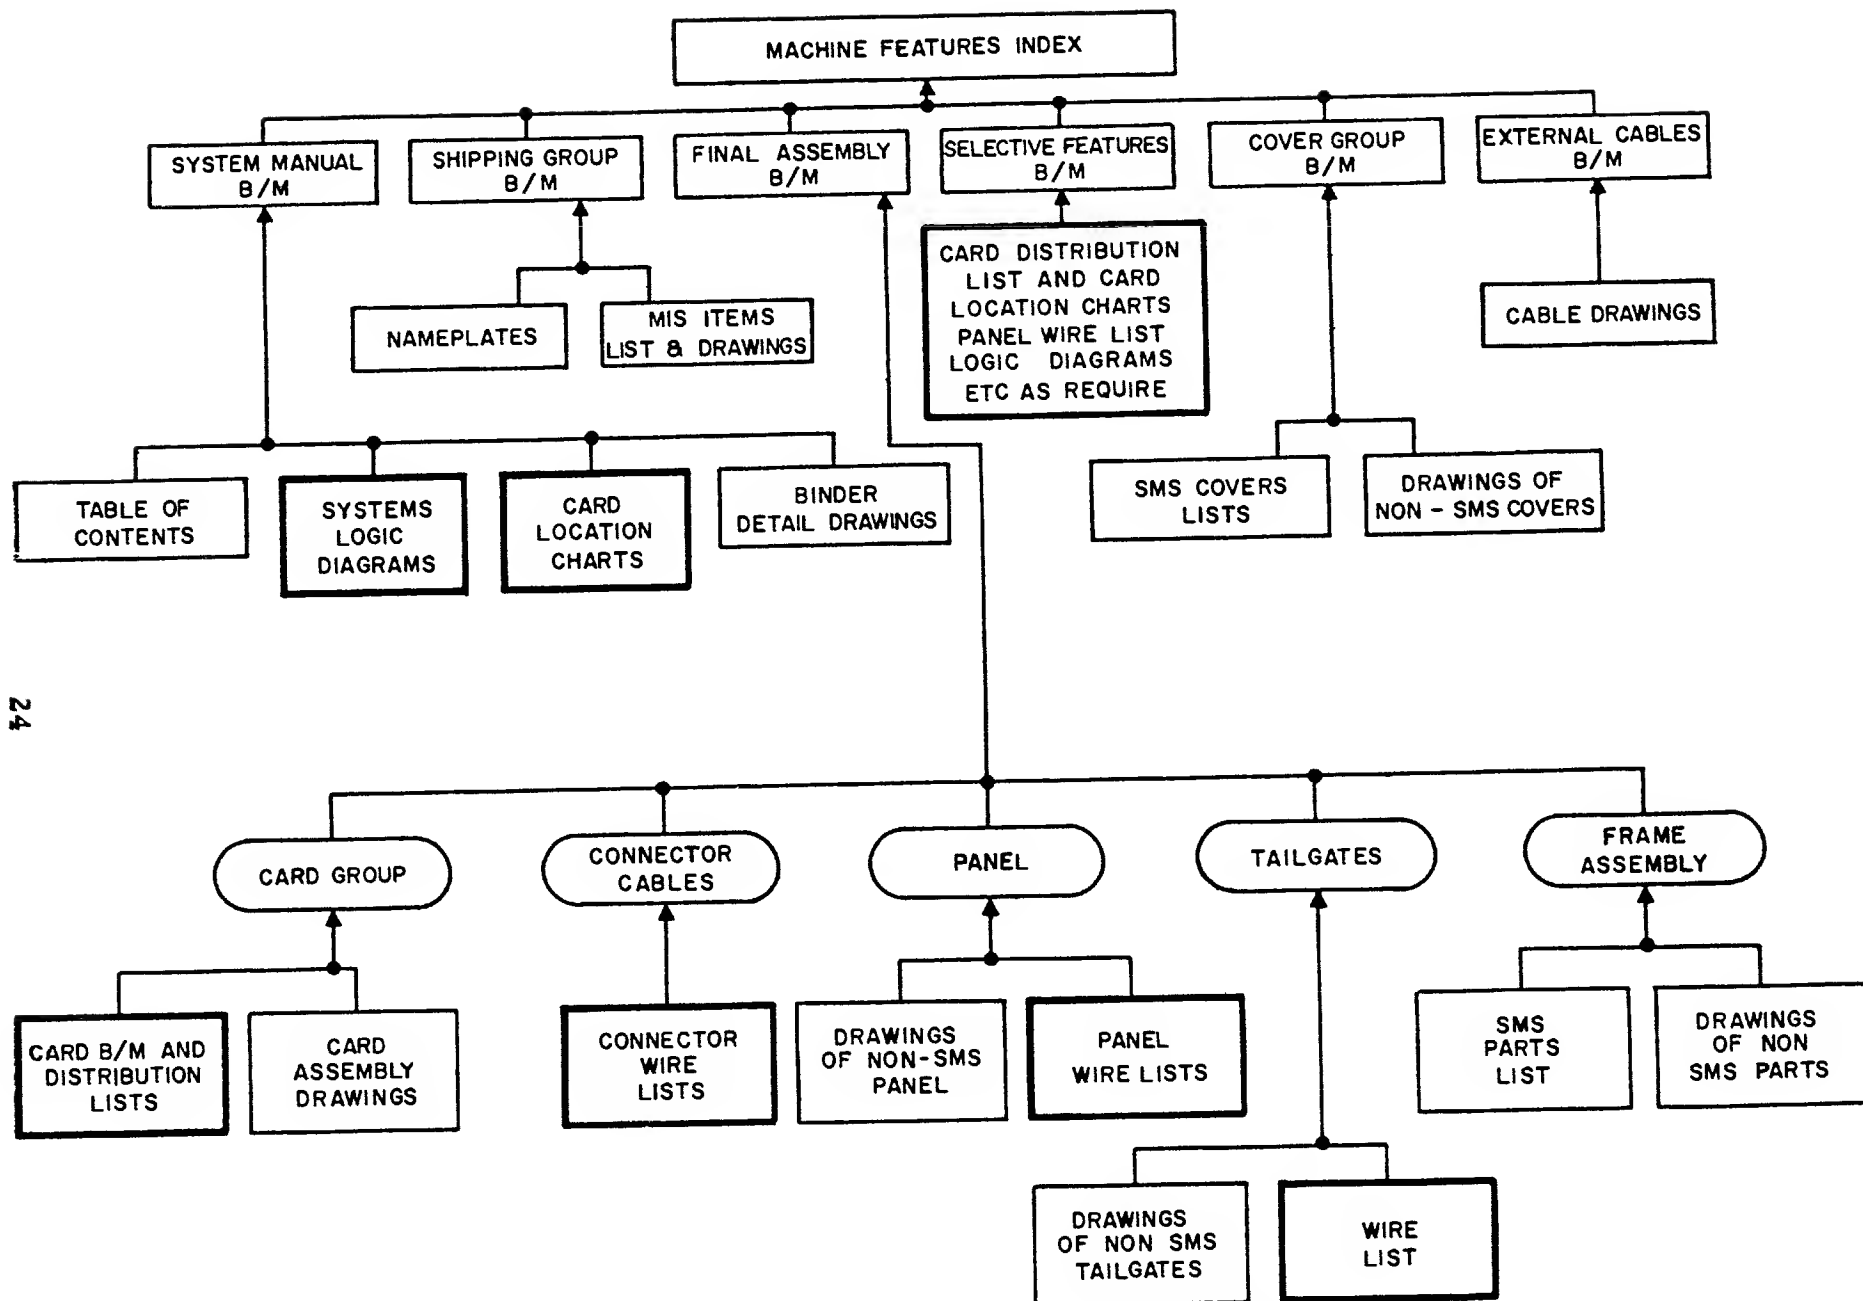 MACHINE FEATURES INDEX
SYSTEM MANUAL
B/M
SHIPPING GROUP
B/M
FINAL ASSEMBLY
B/M
SELECTIVE FEATURES
B/M
COVER GROUP
B/M
EXTERNAL CABLES
B/M
NAMEPLATES
MIS ITEMS
LIST & DRAWINGS
CARD DISTRIBUTION
LIST AND CARD
LOCATION CHARTS
PANEL WIRE LIST
LOGIC DIAGRAMS
ETC AS REQUIRE
CABLE DRAWINGS
TABLE OF
CONTENTS
SYSTEMS
LOGIC
DIAGRAMS
CARD
LOCATION
CHARTS
BINDER
DETAIL DRAWINGS
SMS COVERS
LISTS
DRAWINGS OF
NON - SMS COVERS
24
CARD GROUP
CONNECTOR
CABLES
PANEL
TAILGATES
FRAME
ASSEMBLY
CARD B/M AND
DISTRIBUTION
LISTS
CARD
ASSEMBLY
DRAWINGS
CONNECTOR
WIRE
LISTS
DRAWINGS
OF NON-SMS
PANEL
PANEL
WIRE LISTS
SMS
PARTS
LIST
DRAWINGS
OF NON
SMS PARTS
DRAWINGS
OF NON SMS
TAILGATES
WIRE
LIST